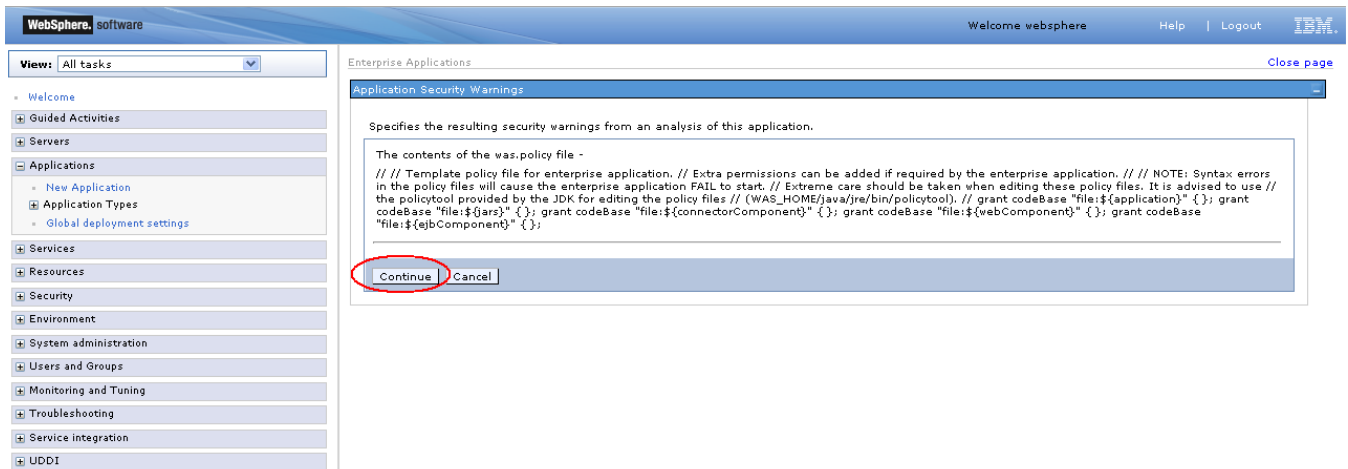 WebSphere. software
Welcome websphere
Help | Logout
IBM.
View: All tasks
Welcome
Guided Activities
Servers
Applications
New Application
Application Types
Global deployment settings
Services
Resources
Security
Environment
System administration
Users and Groups
Monitoring and Tuning
Troubleshooting
Service integration
UDDI
Enterprise Applications
Close page
Application Security Warnings
Specifies the resulting security warnings from an analysis of this application.
The contents of the was.policy file -
// // Template policy file for enterprise application. // Extra permissions can be added if required by the enterprise application. // // NOTE: Syntax errors
in the policy files will cause the enterprise application FAIL to start. // Extreme care should be taken when editing these policy files. It is advised to use //
the policytool provided by the JDK for editing the policy files // (WAS_HOME/java/jre/bin/policytool). // grant codeBase "file:${application}" { }; grant
codeBase "file:${jars}" { }; grant codeBase "file:${connectorComponent}" { }; grant codeBase "file:${webComponent}" { }; grant codeBase
"file:${ejbComponent}" { };
Continue Cancel